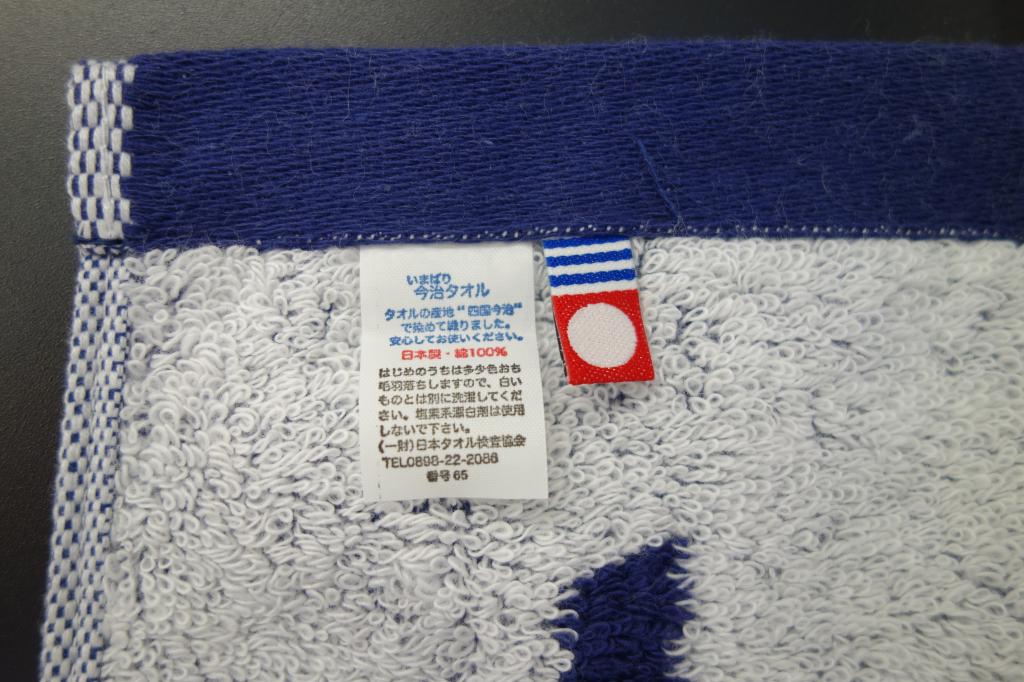 いまばり
今治タオル
タオルの産地“四国今治”
で染めて織りました。
安心してお使いください。
日本製・綿100%
はじめのうちは多少色おち
毛羽落ちしますので、白い
ものとは別に洗濯してくだ
さい。塩素系漂白剤は使用
しないで下さい。
(一財)日本タオル検査協会
TEL0898-22-2086
番号65